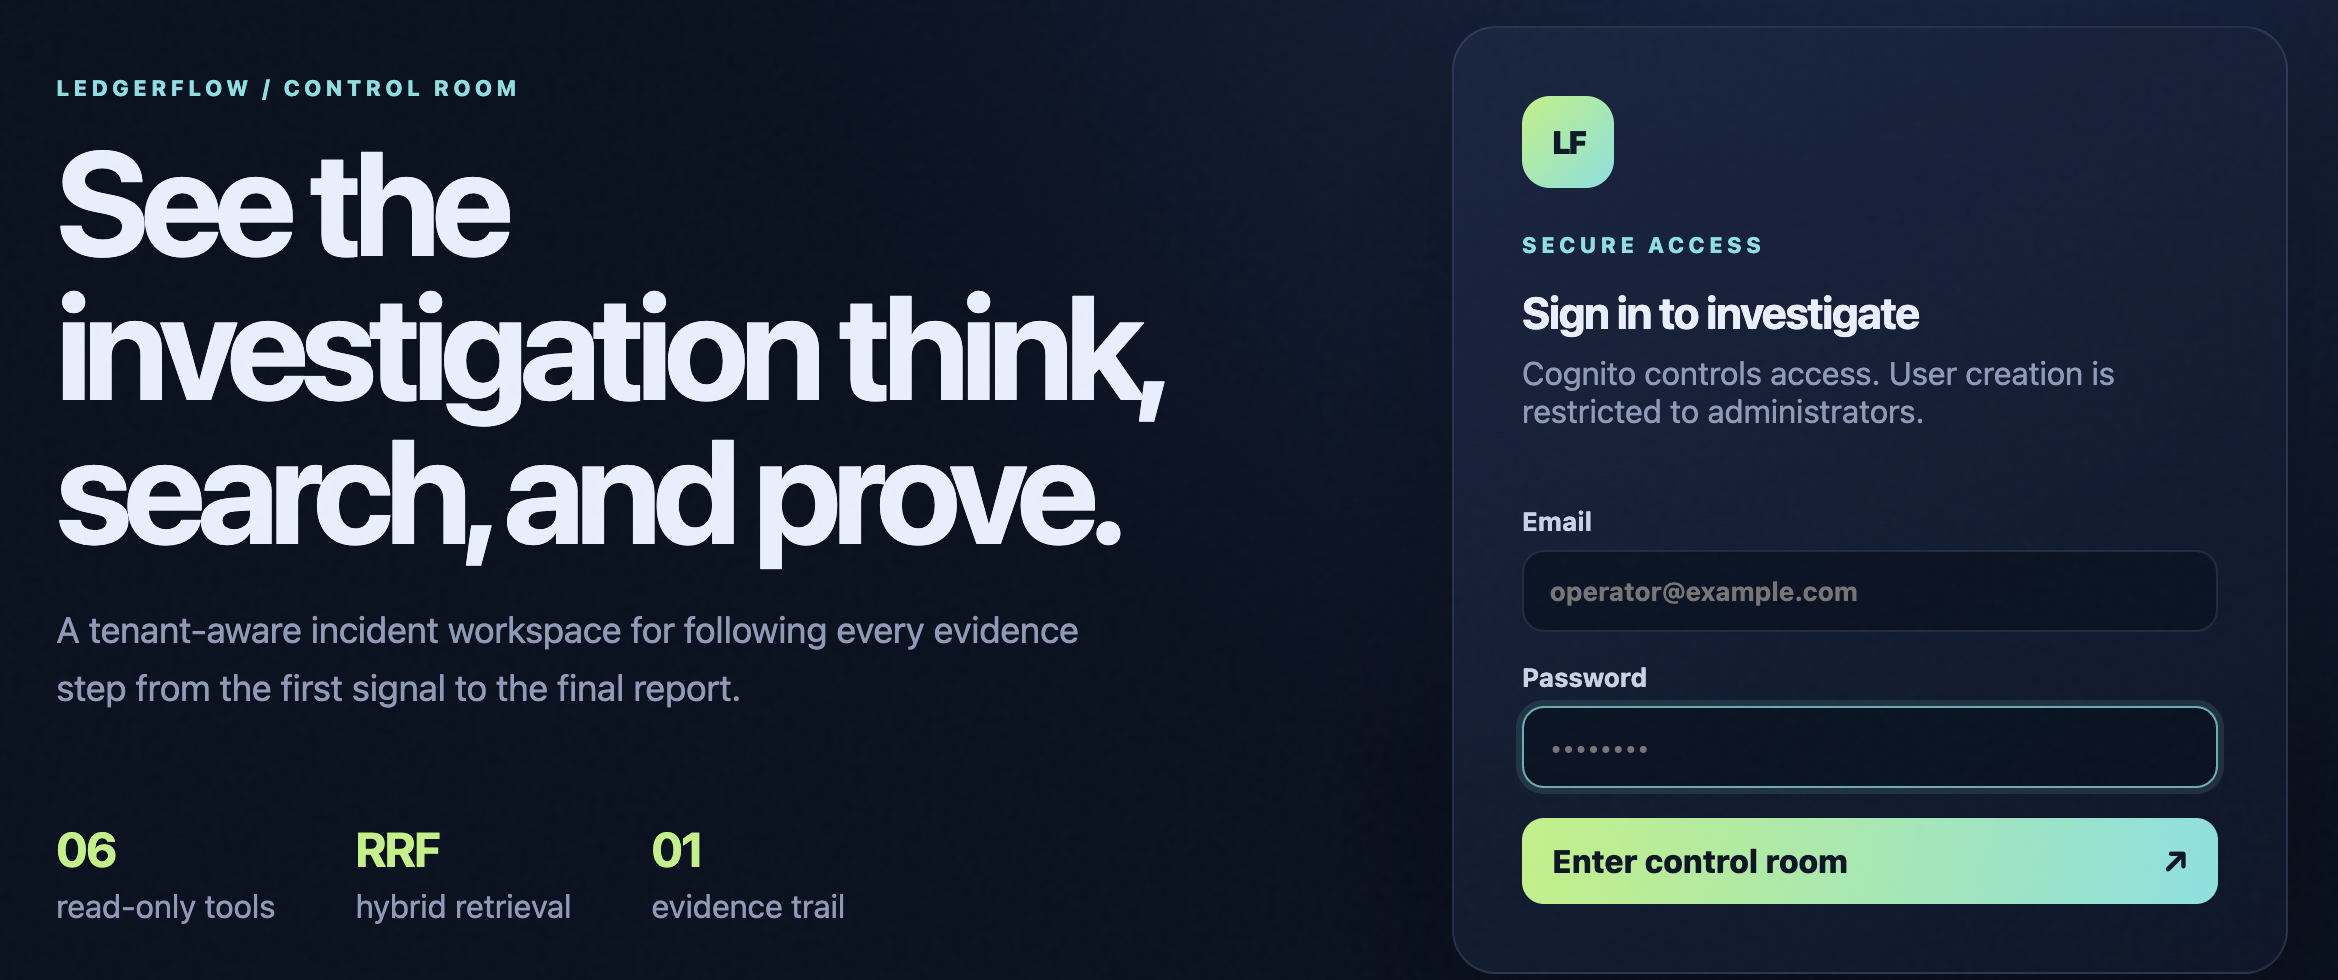 LEDGERFLOW / CONTROL ROOM
See the
investigation think,
search, and prove.
A tenant-aware incident workspace for following every evidence
step from the first signal to the final report.
06
read-only tools
RRF
hybrid retrieval
01
evidence trail
LF
SECURE ACCESS
Sign in to investigate
Cognito controls access. User creation is
restricted to administrators.
Email
operator@example.com
Password
••••••••
Enter control room ↗